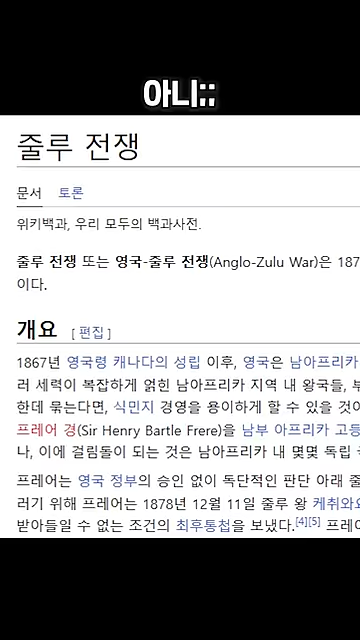 아니::
줄루 전쟁
문서 토론
위키백과, 우리 모두의 백과사전.
줄루 전쟁 또는 영국-줄루 전쟁(Anglo-Zulu War)은 187
이다.
개요 [ 편집 ]
1867년 영국령 캐나다의 성립 이후, 영국은 남아프리카
러 세력이 복잡하게 얽힌 남아프리카 지역 내 왕국들, 부
한데 묶는다면, 식민지 경영을 용이하게 할 수 있을 것이
프레어 경(Sir Henry Bartle Frere)을 남부 아프리카 고등
나, 이에 걸림돌이 되는 것은 남아프리카 내 몇몇 독립
프레어는 영국 정부의 승인 없이 독단적인 판단 아래 줄
러기 위해 프레어는 1878년 12월 11일 줄루 왕 케취와요
받아들일 수 없는 조건의 최후통첩을 보냈다.[4][5] 프레이